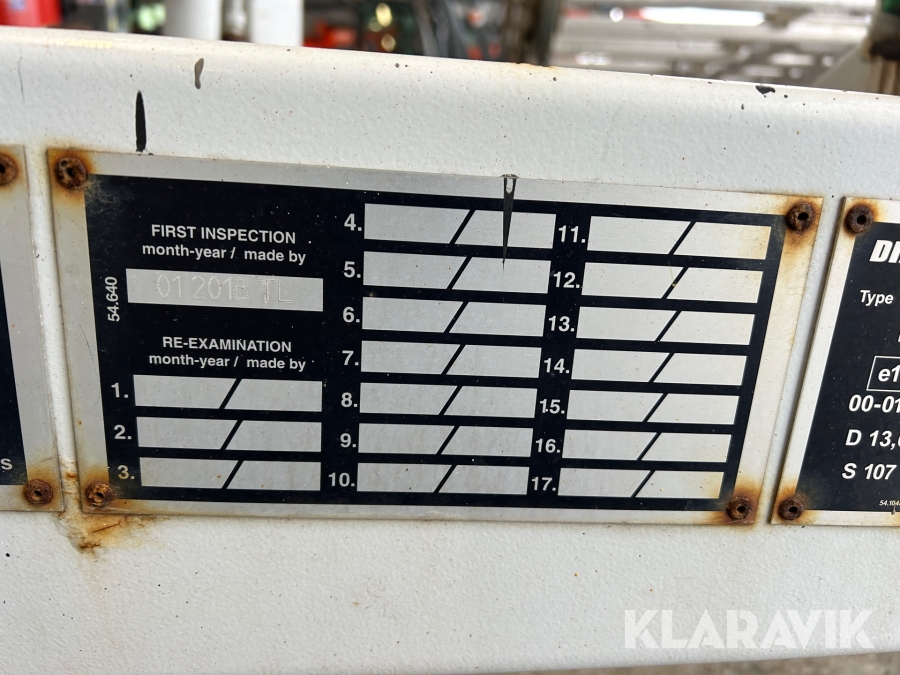 FIRST INSPECTION
month-year / made by
01 2018 TL
54.640
RE-EXAMINATION
month-year / made by
1.
2.
3.
4.
5.
6.
7.
8.
9.
10.
11.
12.
13.
14.
15.
16.
17.
S
Type
e1
00-01
D 13,
S 107
KLARAVIK